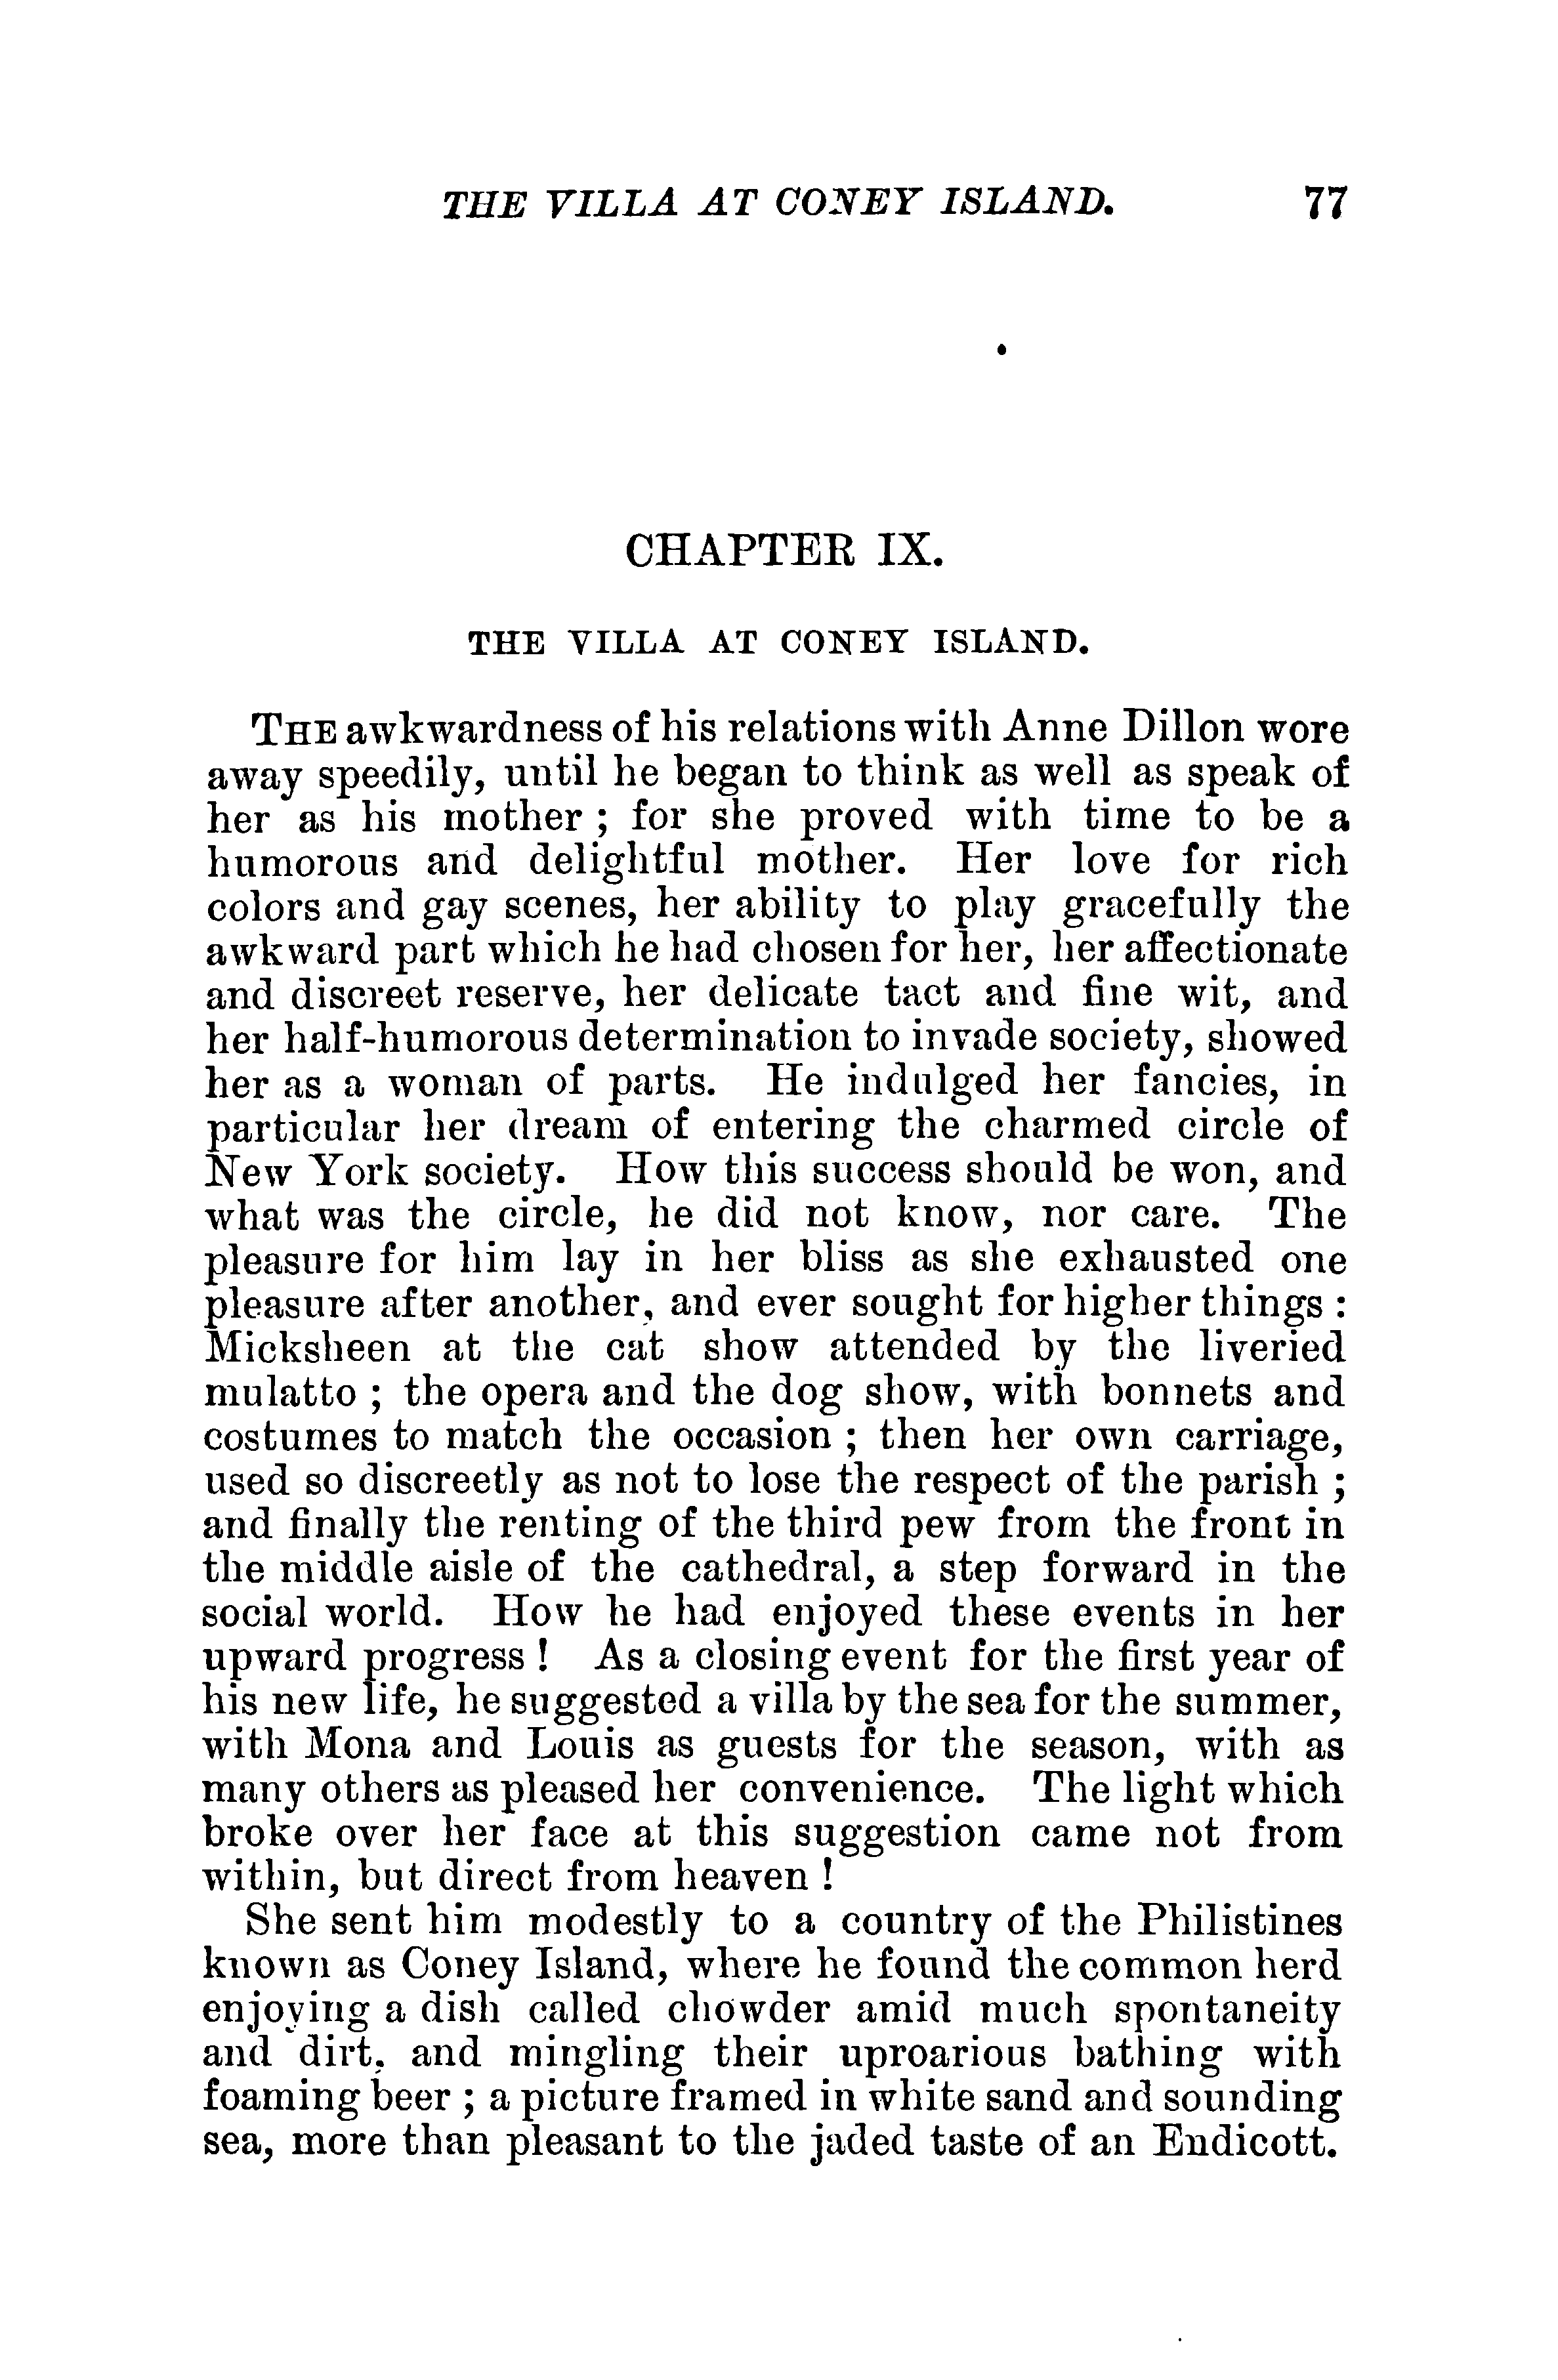 THE VILLA AT CONEY ISLAND. 77
CHAPTER IX.
THE VILLA AT CONEY ISLAND.
THE awkwardness of his relations with Anne Dillon wore
away speedily, until he began to think as well as speak of
her as his mother ; for she proved with time to be a
humorous and delightful mother. Her love for rich
colors and gay scenes, her ability to play gracefully the
awkward part which he had chosen for her, her affectionate
and discreet reserve, her delicate tact and fine wit, and
her half-humorous determination to invade society, showed
her as a woman of parts. He indulged her fancies, in
particular her dream of entering the charmed circle of
New York society. How this success should be won, and
what was the circle, he did not know, nor care. The
pleasure for him lay in her bliss as she exhausted one
pleasure after another, and ever sought for higher things :
Micksheen at the cat show attended by the liveried
mulatto ; the opera and the dog show, with bonnets and
costumes to match the occasion ; then her own carriage,
used so discreetly as not to lose the respect of the parish ;
and finally the renting of the third pew from the front in
the middle aisle of the cathedral, a step forward in the
social world. How he had enjoyed these events in her
upward progress ! As a closing event for the first year of
his new life, he suggested a villa by the sea for the summer,
with Mona and Louis as guests for the season, with as
many others as pleased her convenience. The light which
broke over her face at this suggestion came not from
within, but direct from heaven !
She sent him modestly to a country of the Philistines
known as Coney Island, where he found the common herd
enjoying a dish called chowder amid much spontaneity
and dirt, and mingling their uproarious bathing with
foaming beer ; a picture framed in white sand and sounding
sea, more than pleasant to the jaded taste of an Endicott.